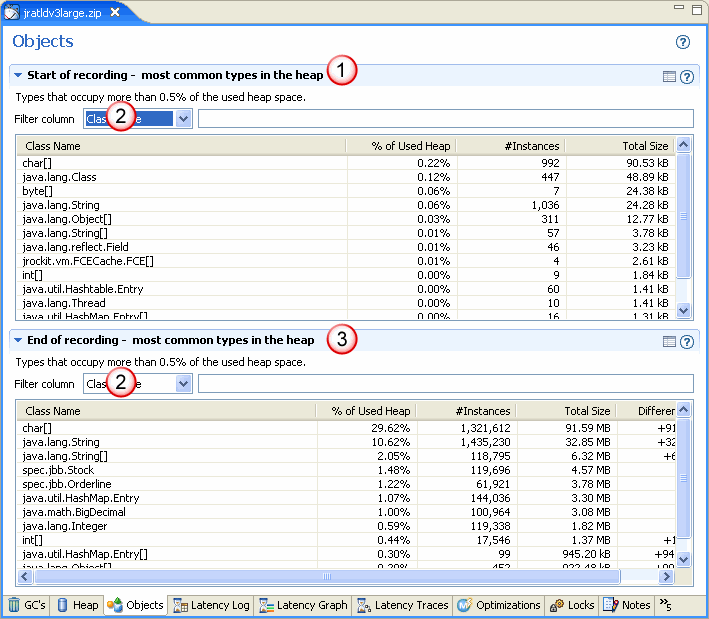 jratldv3large.zip
Objects
Start of recording - most common types in the heap 1
Types that occupy more than 0.5% of the used heap space.
Filter column 2
Class Name % of Used Heap #Instances Total Size
char[] 0.22% 992 90.53 kB
java.lang.Class 0.12% 447 48.89 kB
byte[] 0.06% 7 24.38 kB
java.lang.String 0.06% 1,036 24.28 kB
java.lang.Object[] 0.03% 311 12.77 kB
java.lang.String[] 0.01% 57 3.78 kB
java.lang.reflect.Field 0.01% 46 3.23 kB
jrockit.vm.FCECache.FCE[] 0.01% 4 2.61 kB
int[] 0.00% 9 1.84 kB
java.util.Hashtable.Entry 0.00% 60 1.41 kB
java.lang.Thread 0.00% 10 1.41 kB
java.util.HashMap.Entry[] 0.00% 16 1.31 kB
End of recording - most common types in the heap 3
Types that occupy more than 0.5% of the used heap space.
Filter column 2
Class Name % of Used Heap #Instances Total Size Differer
char[] 29.62% 1,321,612 91.59 MB +91
java.lang.String 10.62% 1,435,230 32.85 MB +32
java.lang.String[] 2.05% 118,795 6.32 MB +6
spec.jbb.Stock 1.48% 119,696 4.57 MB
spec.jbb.Orderline 1.22% 61,921 3.78 MB
java.util.HashMap.Entry 1.07% 144,036 3.30 MB
java.math.BigDecimal 1.00% 100,964 3.08 MB
java.lang.Integer 0.59% 119,338 1.82 MB
int[] 0.44% 17,546 1.37 MB +1
java.util.HashMap.Entry[] 0.30% 99 945.20 kB +94
java.lang.Object[]
GC's Heap Objects Latency Log Latency Graph Latency Traces Optimizations Locks Notes »5